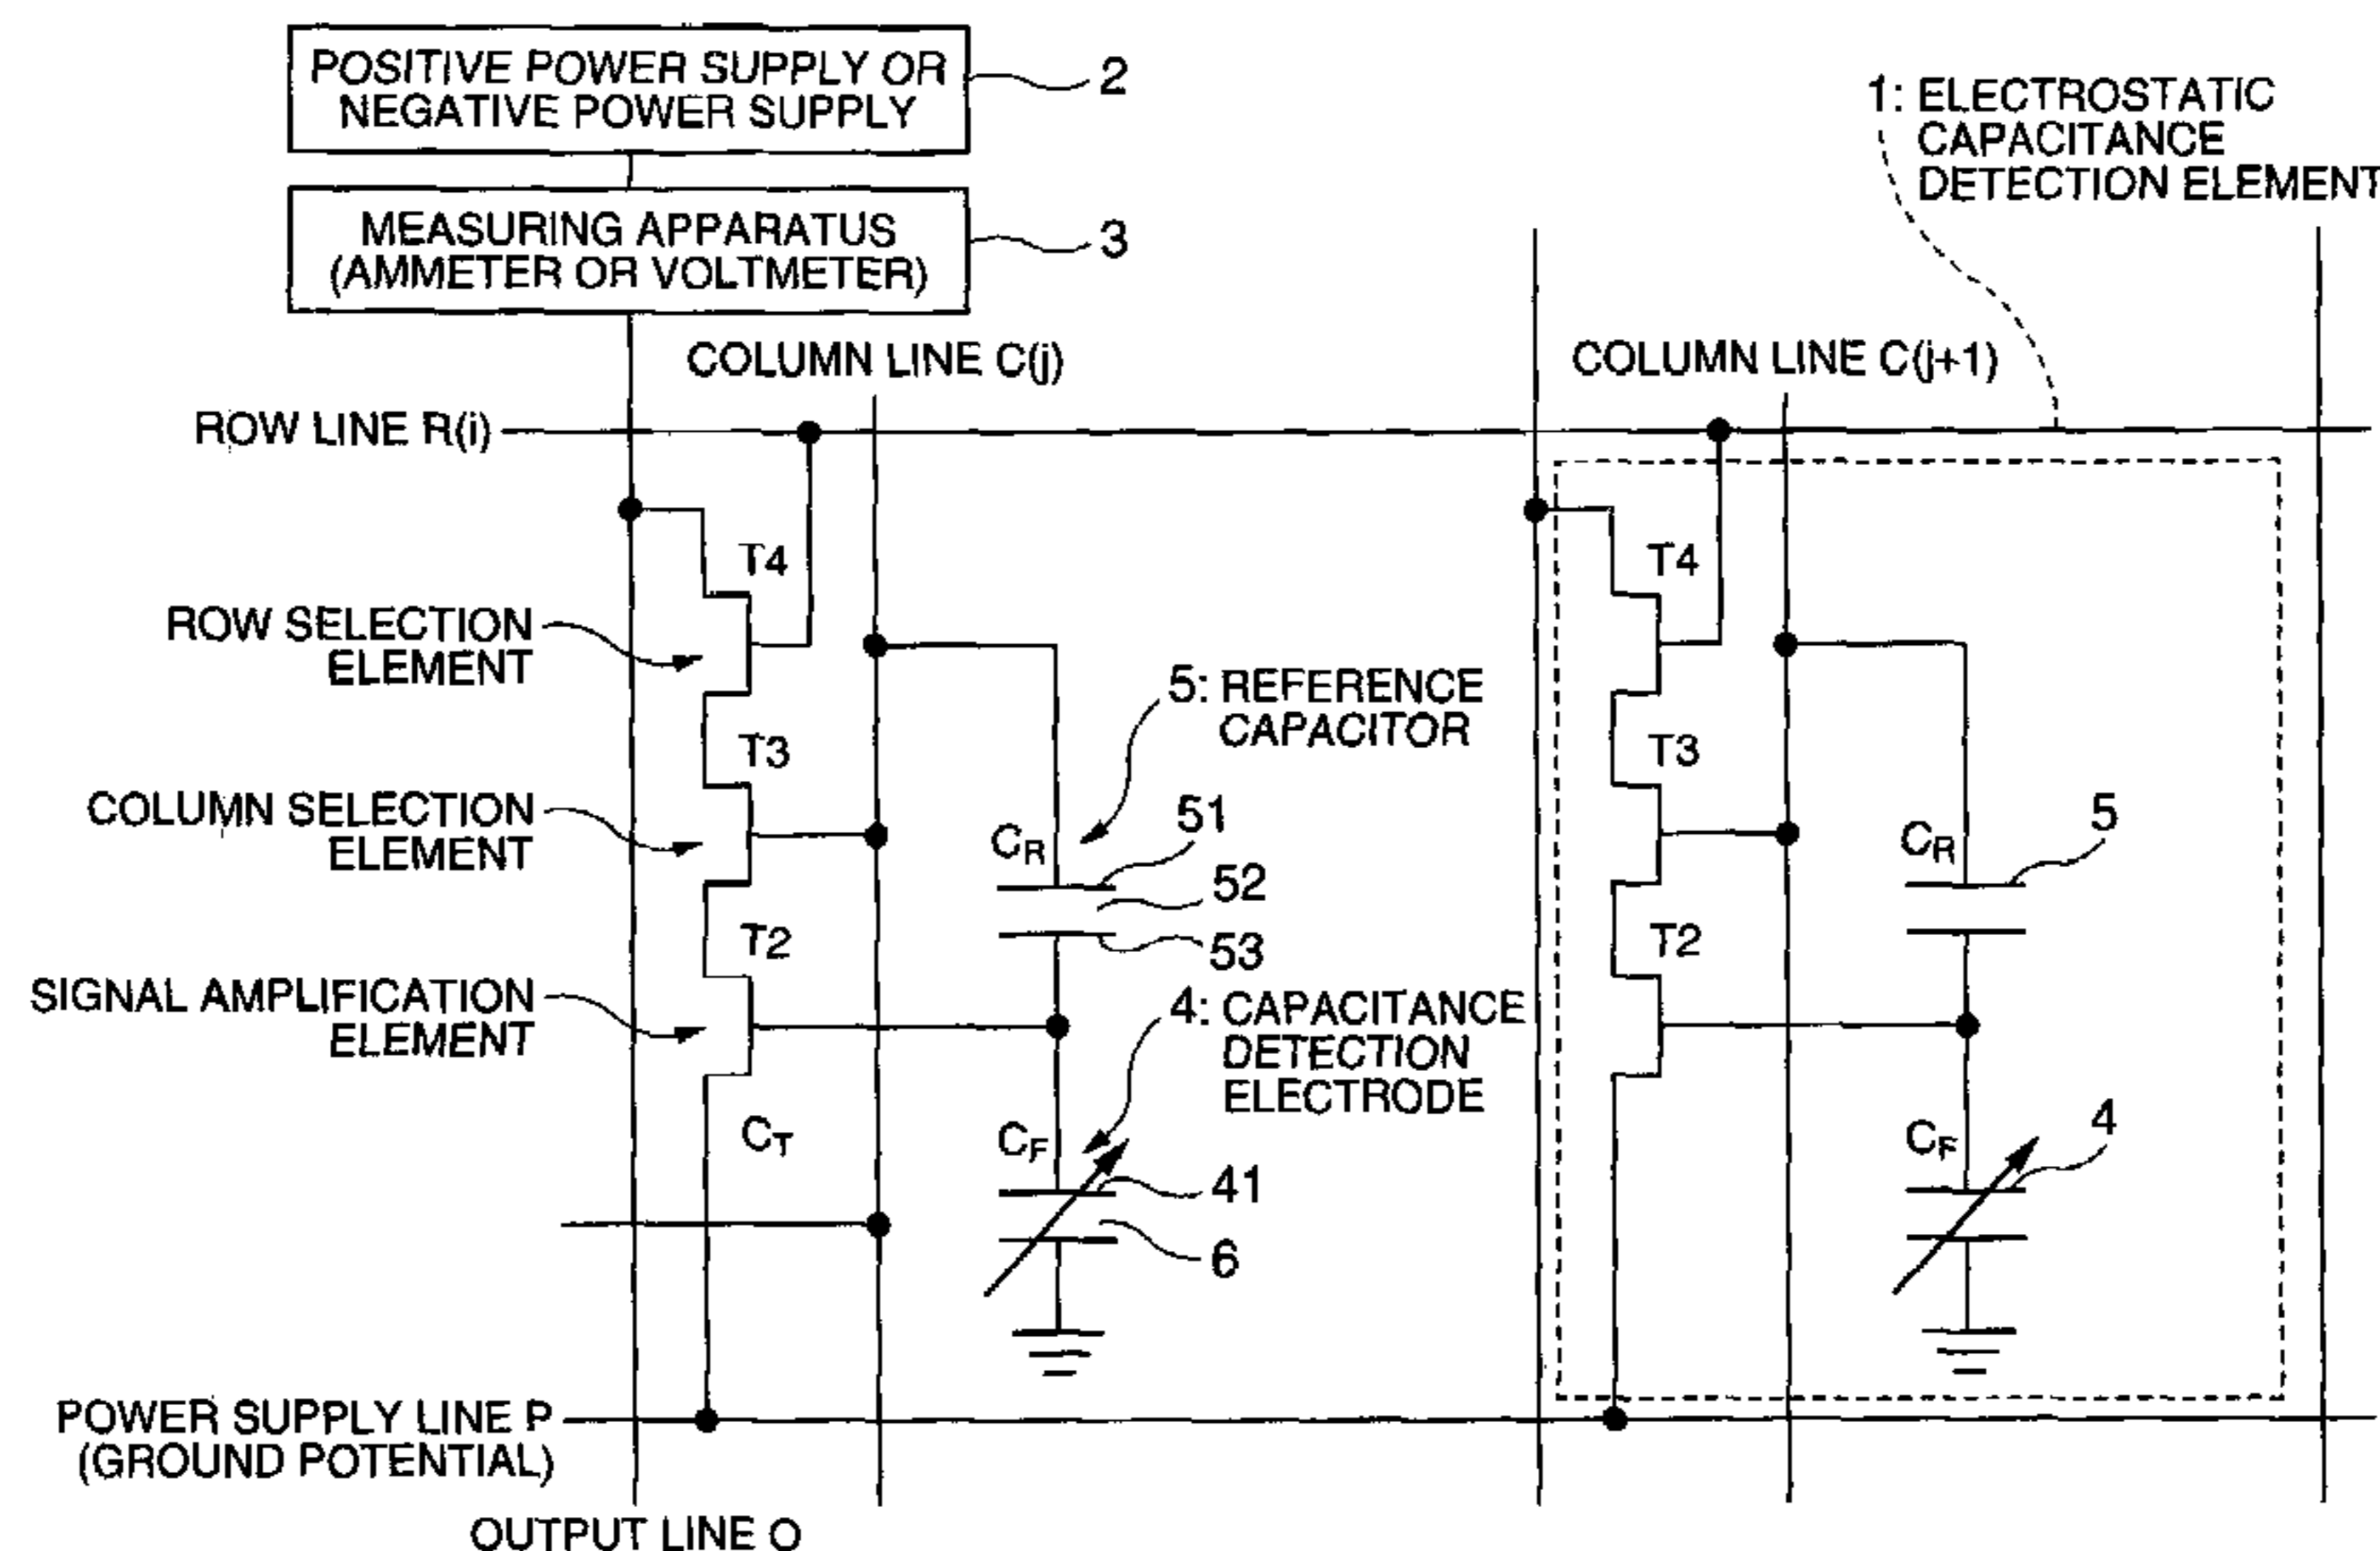 POSITIVE POWER SUPPLY OR
NEGATIVE POWER SUPPLY
2
MEASURING APPARATUS
(AMMETER OR VOLTMETER)
3
1: ELECTROSTATIC
CAPACITANCE
DETECTION ELEMENT
COLUMN LINE C(j)
COLUMN LINE C(j+1)
ROW LINE R(i)
T4
T4
ROW SELECTION
ELEMENT
5: REFERENCE
CAPACITOR
T3
T3
COLUMN SELECTION
ELEMENT
CR
51
52
53
CR
5
T2
T2
SIGNAL AMPLIFICATION
ELEMENT
4: CAPACITANCE
DETECTION
ELECTRODE
CT
CF
41
6
CF
4
POWER SUPPLY LINE P
(GROUND POTENTIAL)
OUTPUT LINE O